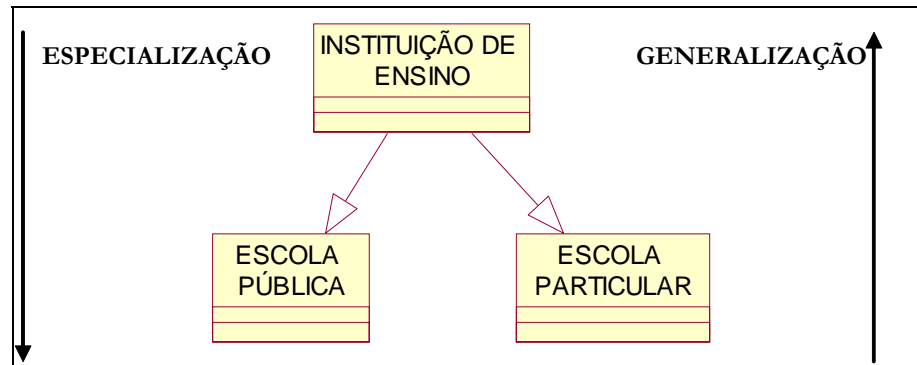 ESPECIALIZAÇÃO
INSTITUIÇÃO DE
ENSINO
GENERALIZAÇÃO
ESCOLA
PÚBLICA
ESCOLA
PARTICULAR